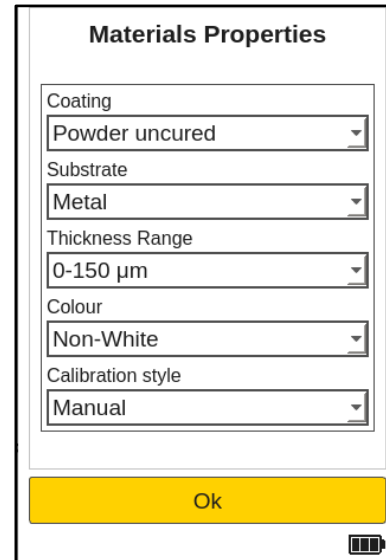 Materials Properties
Coating
Powder uncured
Substrate
Metal
Thickness Range
0-150 µm
Colour
Non-White
Calibration style
Manual
Ok